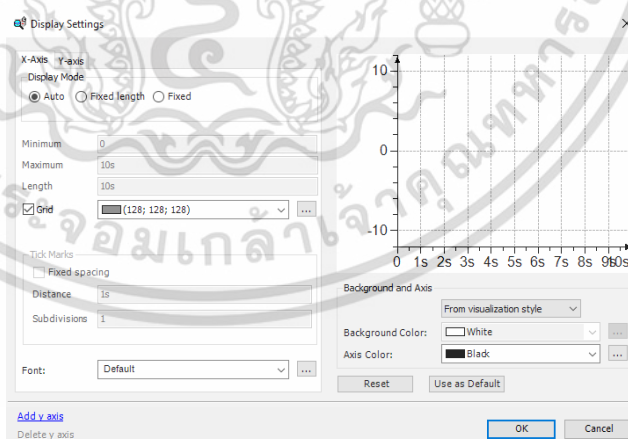 Display Settings
X-Axis Y-axis
Display Mode
Auto Fixed length Fixed
Minimum 0
Maximum 10s
Length 10s
Grid (128; 128; 128) ...
Tick Marks
Fixed spacing
Distance 1s
Subdivisions 1
Font: Default ...
Add y axis
Delete y axis
10
0
-10
0 1s 2s 3s 4s 5s 6s 7s 8s 9s 10s
Background and Axis
From visualization style
Background Color: White ...
Axis Color: Black ...
Reset Use as Default
OK Cancel